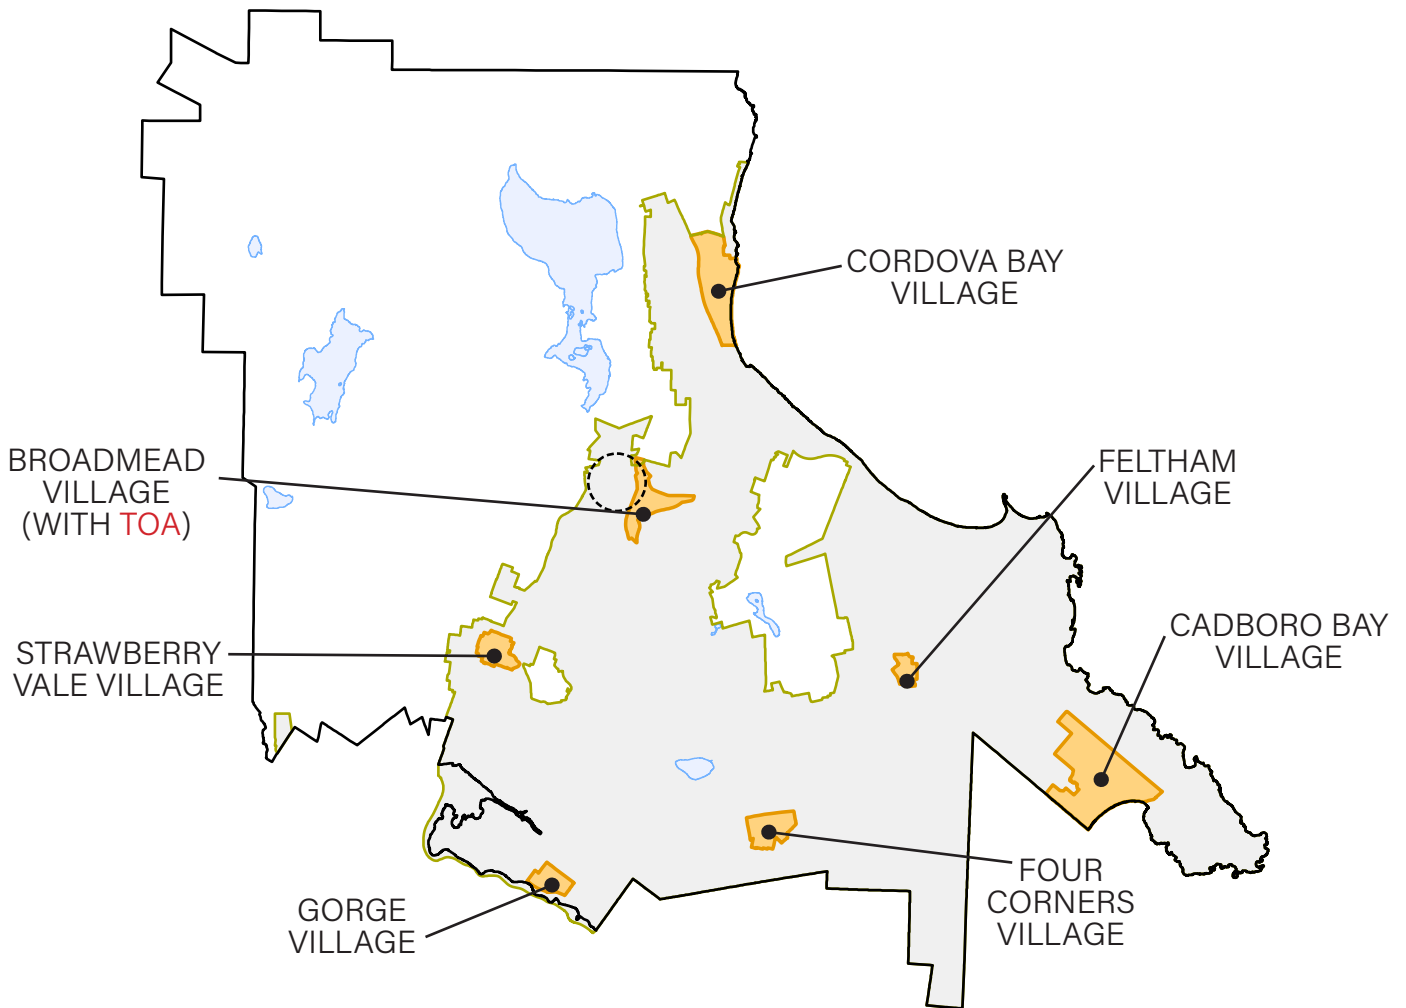 CORDOVA BAY
VILLAGE
BROADMEAD
VILLAGE
(WITH TOA)
FELTHAM
VILLAGE
CADBORO BAY
VILLAGE
STRAWBERRY
VALE VILLAGE
FOUR
CORNERS
VILLAGE
GORGE
VILLAGE